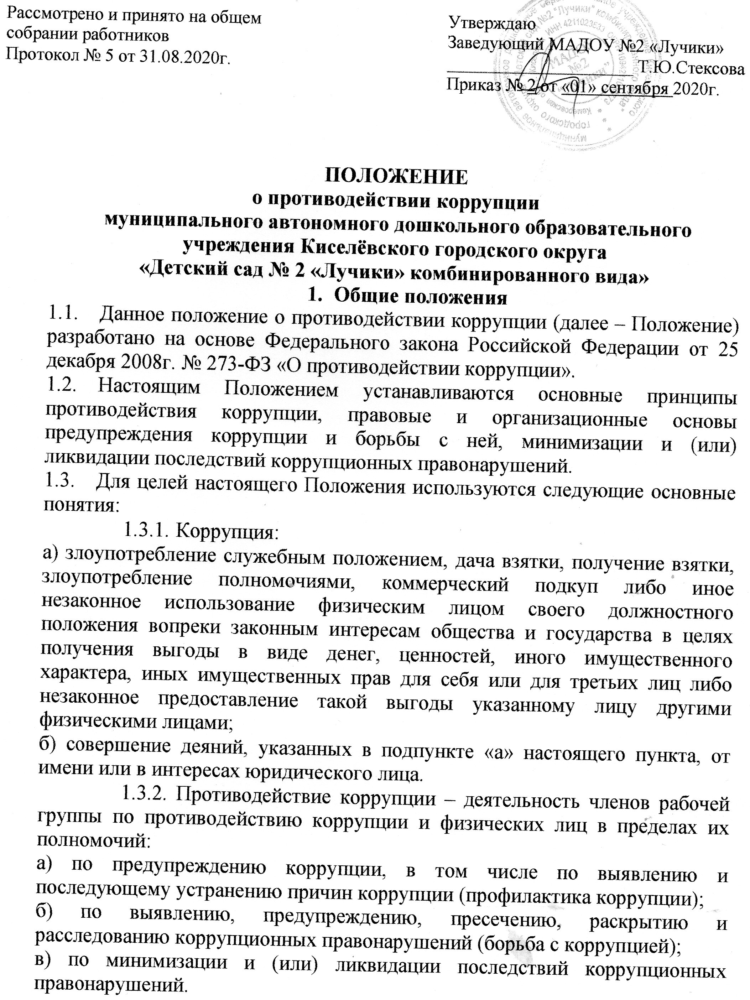 Рассмотрено и принято на общем
собрании работников
Протокол № 5 от 31.08.2020г.
Утверждаю
Заведующий МАДОУ №2 «Лучики»
Т.Ю.Стексова
Приказ № 2 от «01» сентября 2020г.
МАДОУ
№2
ПОЛОЖЕНИЕ
о противодействии коррупции
муниципального автономного дошкольного образовательного
учреждения Киселёвского городского округа
«Детский сад № 2 «Лучики» комбинированного вида»
1. Общие положения
1.1. Данное положение о противодействии коррупции (далее – Положение)
разработано на основе Федерального закона Российской Федерации от 25
декабря 2008г. № 273-ФЗ «О противодействии коррупции».
1.2. Настоящим Положением устанавливаются основные принципы
противодействия коррупции, правовые и организационные основы
предупреждения коррупции и борьбы с ней, минимизации и (или)
ликвидации последствий коррупционных правонарушений.
1.3. Для целей настоящего Положения используются следующие основные
понятия:
1.3.1. Коррупция:
а) злоупотребление служебным положением, дача взятки, получение взятки,
злоупотребление полномочиями, коммерческий подкуп либо иное
незаконное использование физическим лицом своего должностного
положения вопреки законным интересам общества и государства в целях
получения выгоды в виде денег, ценностей, иного имущественного
характера, иных имущественных прав для себя или для третьих лиц либо
незаконное предоставление такой выгоды указанному лицу другими
физическими лицами;
б) совершение деяний, указанных в подпункте «а» настоящего пункта, от
имени или в интересах юридического лица.
1.3.2. Противодействие коррупции – деятельность членов рабочей
группы по противодействию коррупции и физических лиц в пределах их
полномочий:
а) по предупреждению коррупции, в том числе по выявлению и
последующему устранению причин коррупции (профилактика коррупции);
б) по выявлению, предупреждению, пресечению, раскрытию и
расследованию коррупционных правонарушений (борьба с коррупцией);
в) по минимизации и (или) ликвидации последствий коррупционных
правонарушений.